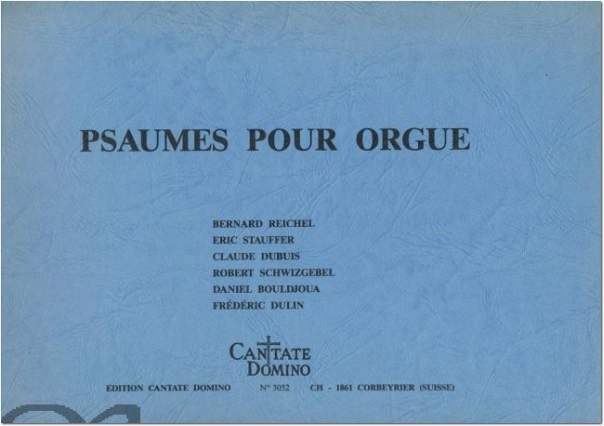 PSAUMES POUR ORGUE
BERNARD REICHEL
ERIC STAUFFER
CLAUDE DUBUIS
ROBERT SCHWIZGEBEL
DANIEL BOULDJOUA
FRÉDÉRIC DULIN
CANTATE
DOMINO
EDITION CANTATE DOMINO N° 3052 CH - 1861 CORBEYRIER (SUISSE)